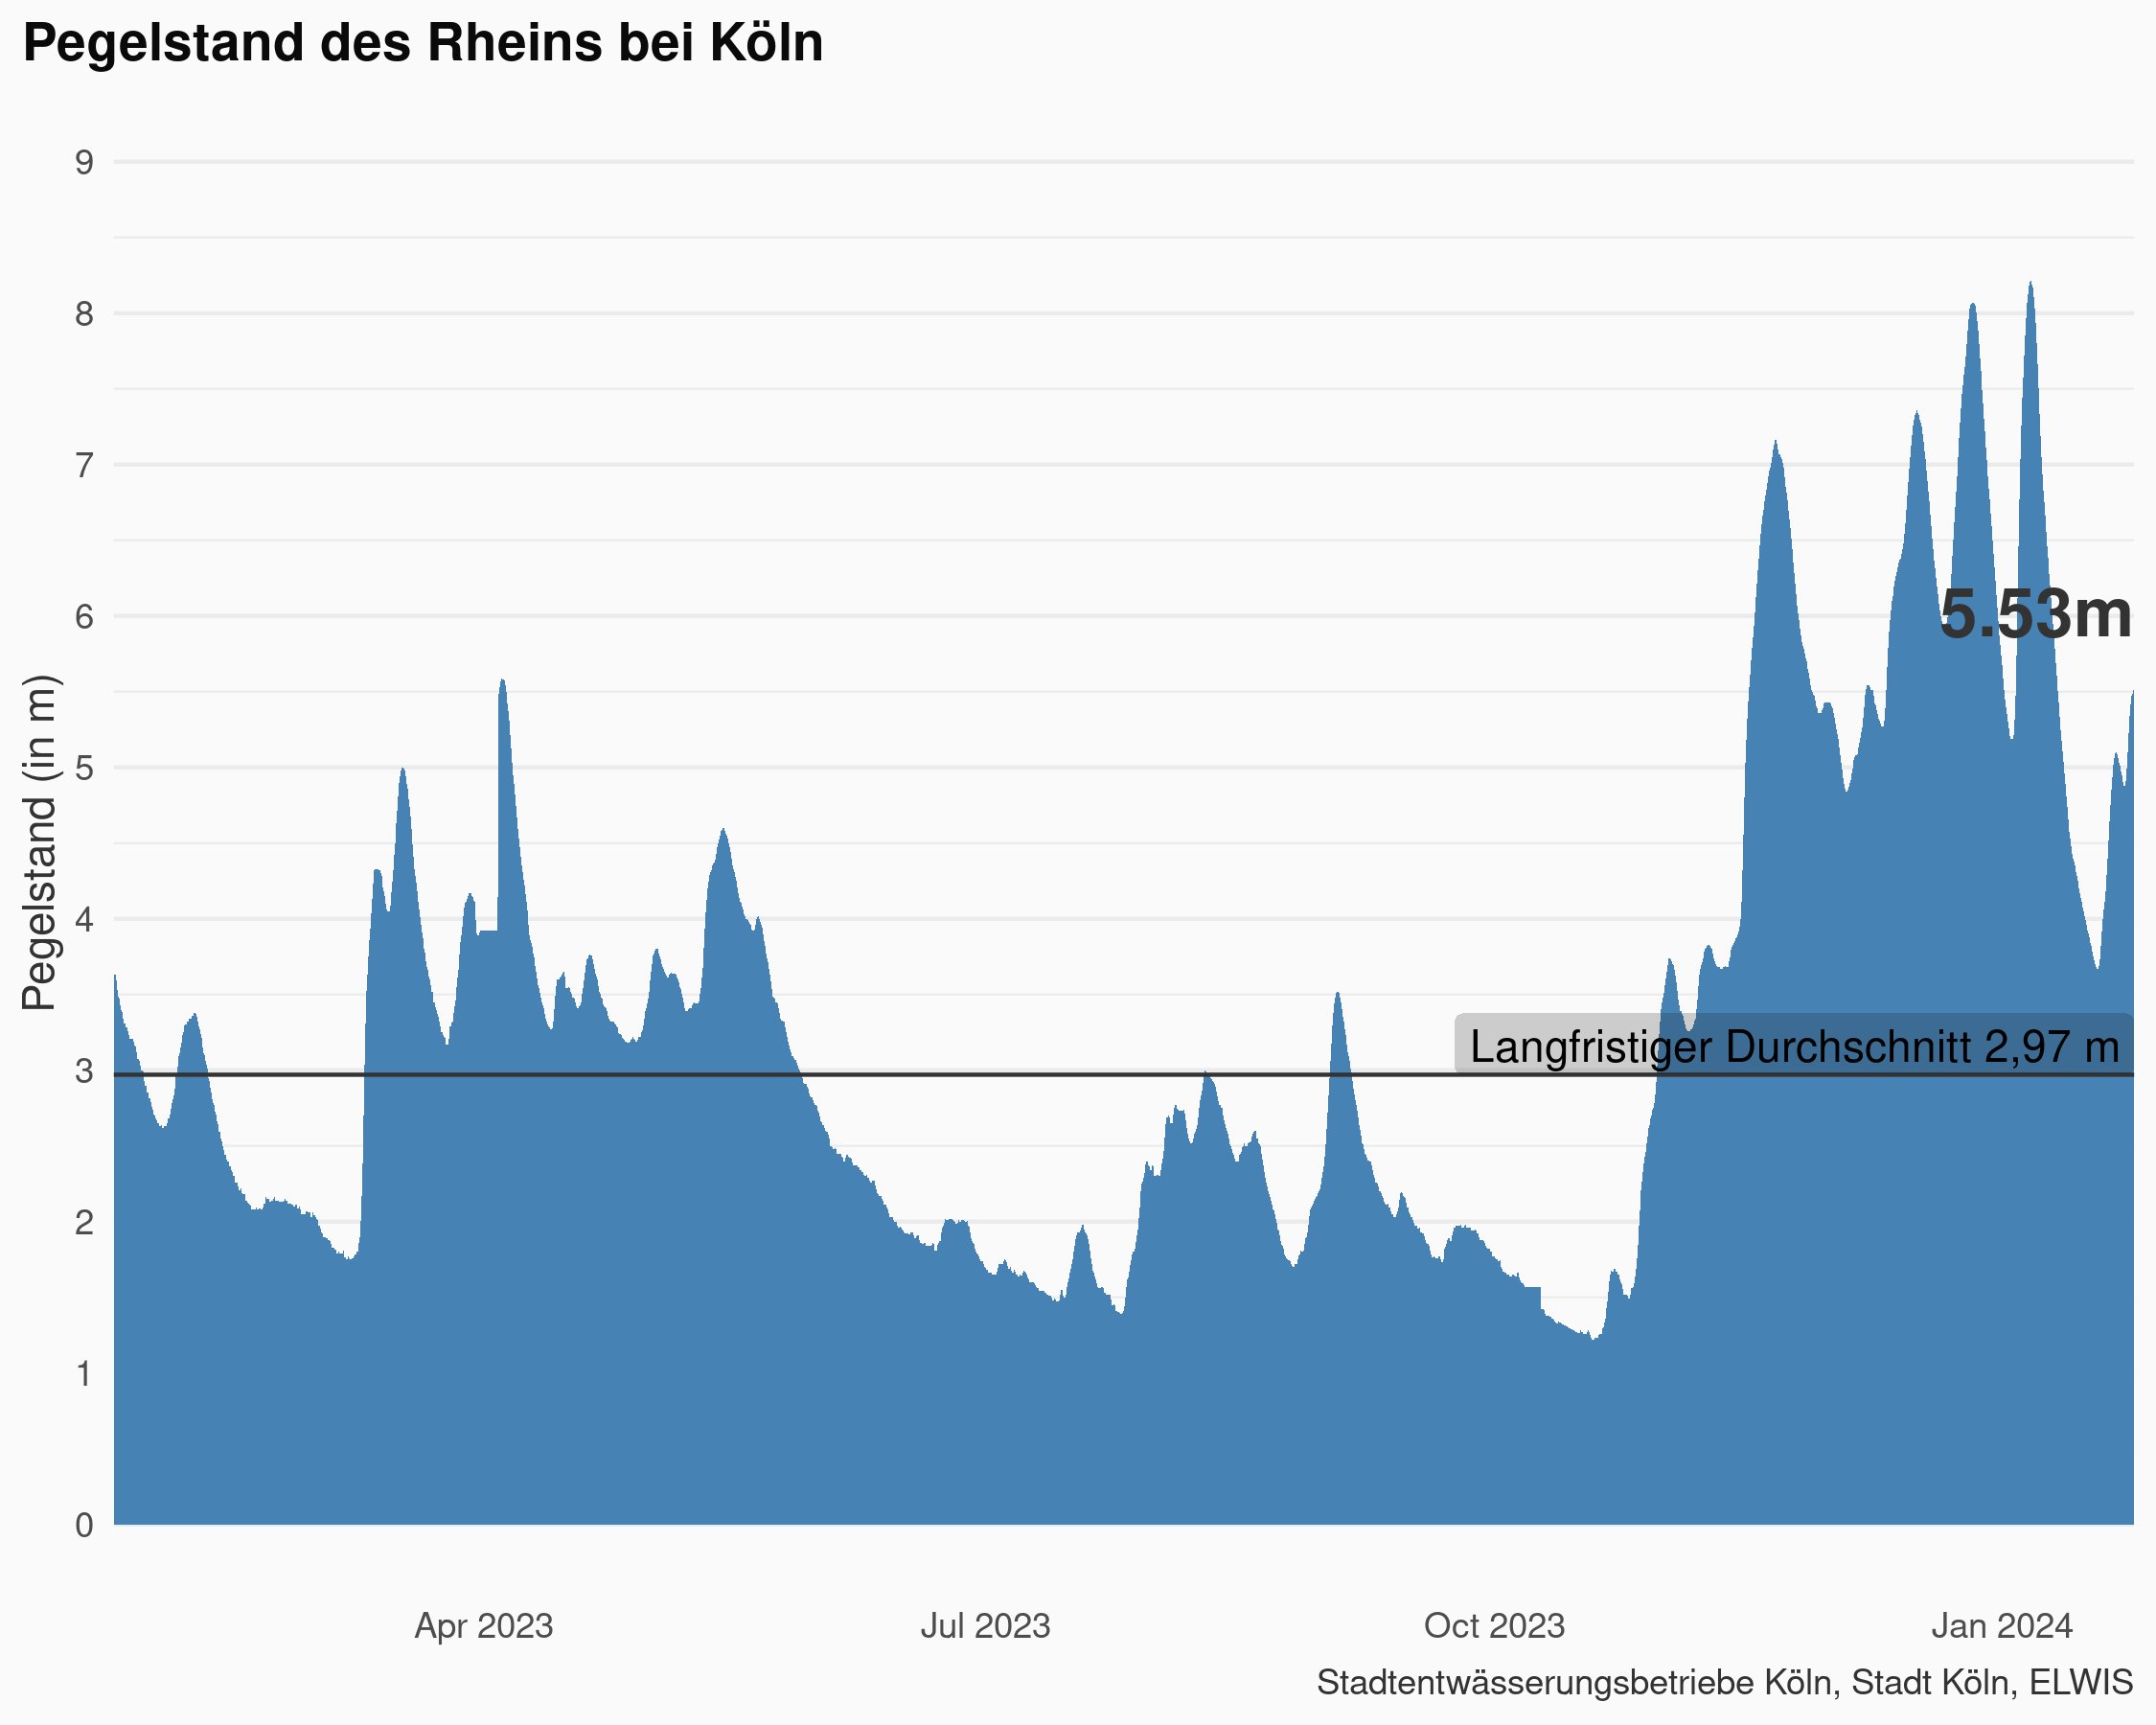 Pegelstand des Rheins bei Köln
Pegelstand (in m)
9
8
7
6
5
4
3
2
1
0
5.53m
Langfristiger Durchschnitt 2,97 m
Apr 2023
Jul 2023
Oct 2023
Jan 2024
Stadtentwässerungsbetriebe Köln, Stadt Köln, ELWIS